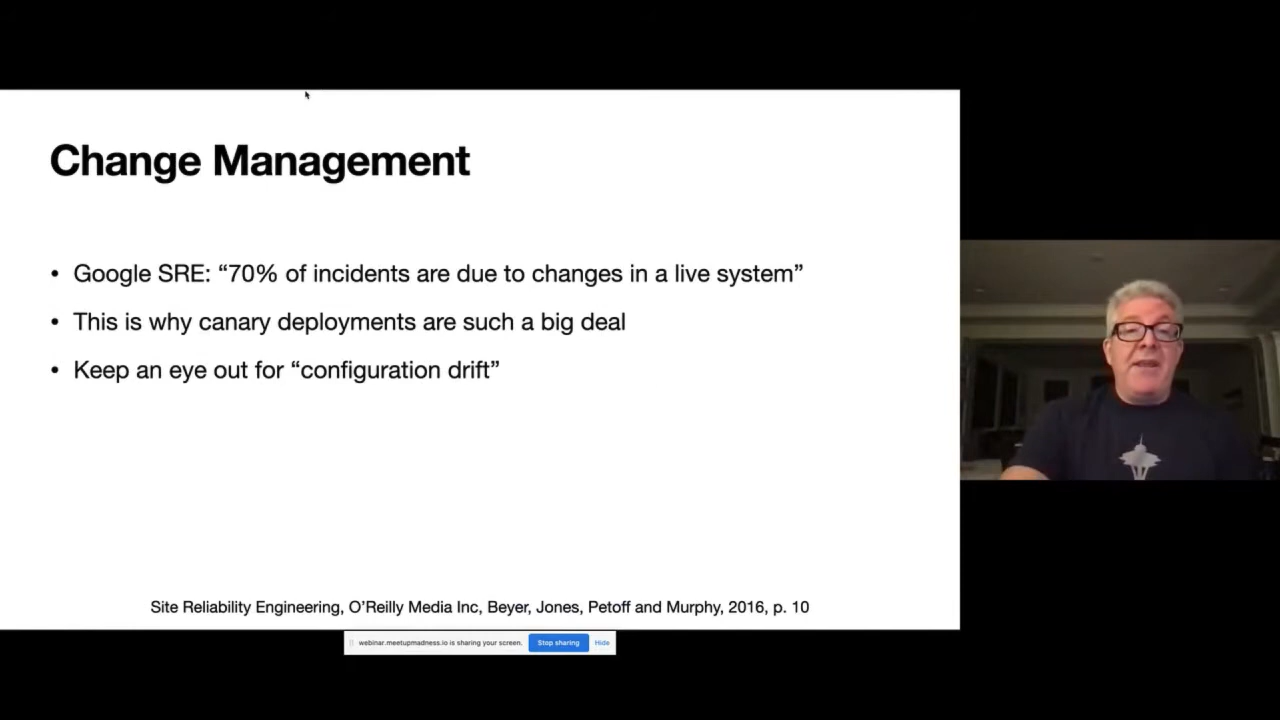 Change Management
• Google SRE: “70% of incidents are due to changes in a live system”
• This is why canary deployments are such a big deal
• Keep an eye out for “configuration drift”
Site Reliability Engineering, O’Reilly Media Inc, Beyer, Jones, Petoff and Murphy, 2016, p. 10
webinar.meetupmadness.io is sharing your screen. Stop sharing Hide